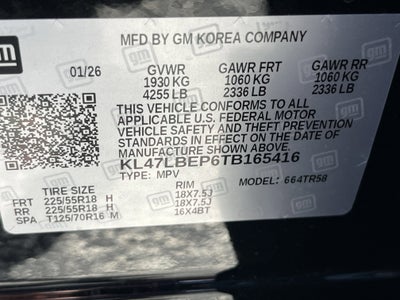 gm
MFD BY GM KOREA COMPANY
01/26 GVWR GAWR FRT GAWR RR
1930 KG 1060 KG 1060 KG
4255 LB 2336 LB 2336 LB
THIS VEHICLE CONFORMS TO ALL
APPLICABLE U.S. FEDERAL MOTOR
VEHICLE SAFETY AND THEFT PREVENTION
STANDARDS IN EFFECT ON THE DATE OF
MANUFACTURE SHOWN ABOVE.
KL47LBEP6TB165416
TYPE: MPV MODEL: 664TR58
TIRE SIZE RIM
FRT 225/55R18 H 18X7.5J
RR 225/55R18 H 18X7.5J
SPA T125/70R16 M 16X4BT